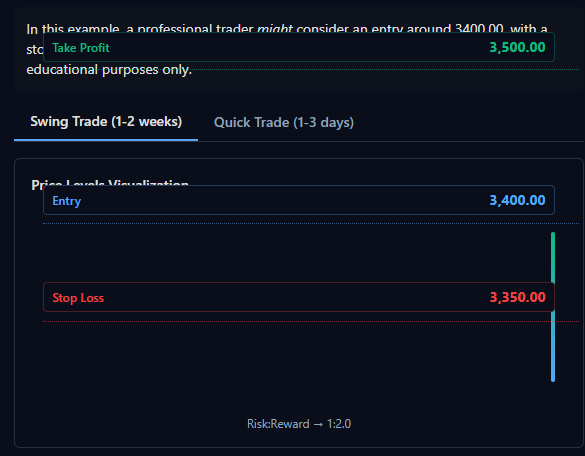 In this example, a professional trader might consider an entry around 3400.00, with a
sto
Take Profit 3,500.00
educational purposes only.
Swing Trade (1-2 weeks) Quick Trade (1-3 days)
Price Levels Visualization
Entry 3,400.00
Stop Loss 3,350.00
Risk:Reward → 1:2.0